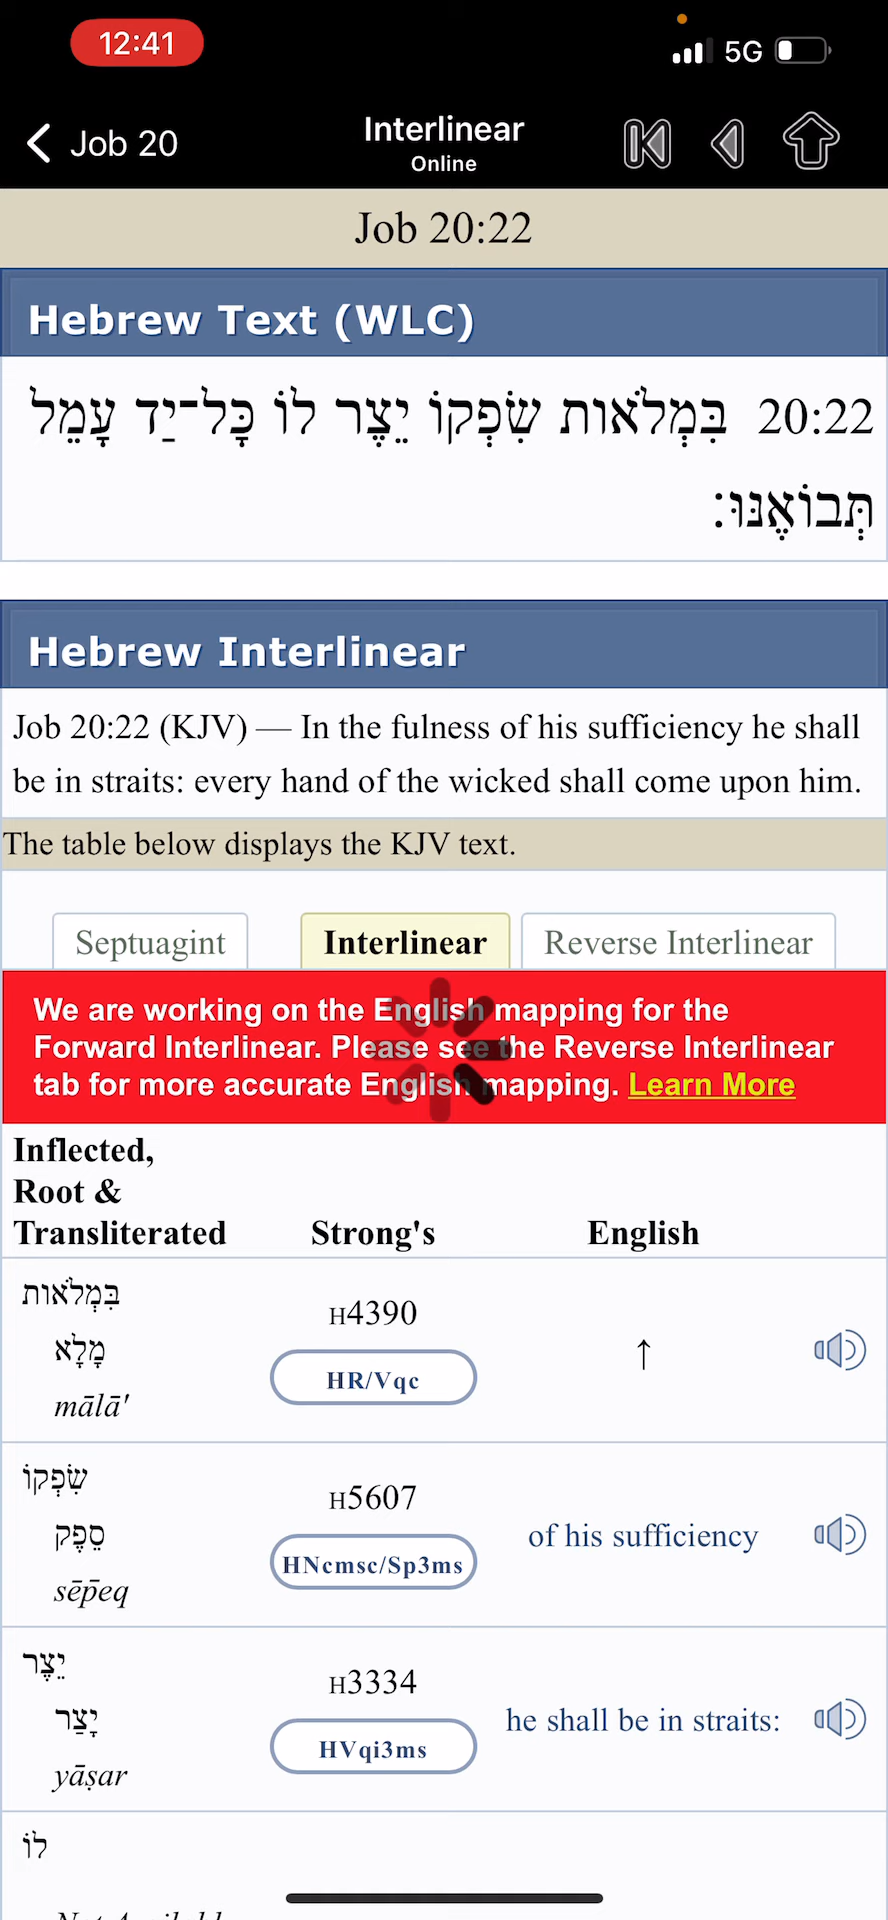 12:41
5G
Job 20
Interlinear
Online
Job 20:22
Hebrew Text (WLC)
20:22 בִּמְלֹאות שִׂפְקוֹ יֵצֶר לוֹ כָּל־יַד עָמֵל
תְּבוֹאֶנּוּ׃
Hebrew Interlinear
Job 20:22 (KJV) — In the fulness of his sufficiency he shall
be in straits: every hand of the wicked shall come upon him.
The table below displays the KJV text.
Septuagint
Interlinear
Reverse Interlinear
We are working on the English mapping for the
Forward Interlinear. Please see the Reverse Interlinear
tab for more accurate English mapping. Learn More
Inflected,
Root &
Transliterated
Strong's
English
בִּמְלֹאות
מָלָא
mālā'
H4390
HR/Vqc
↑
שִׂפְקוֹ
סֵפֶק
sēp̄eq
H5607
HNcmsc/Sp3ms
of his sufficiency
יֵצֶר
יָצַר
yāṣar
H3334
HVqi3ms
he shall be in straits:
לוֹ